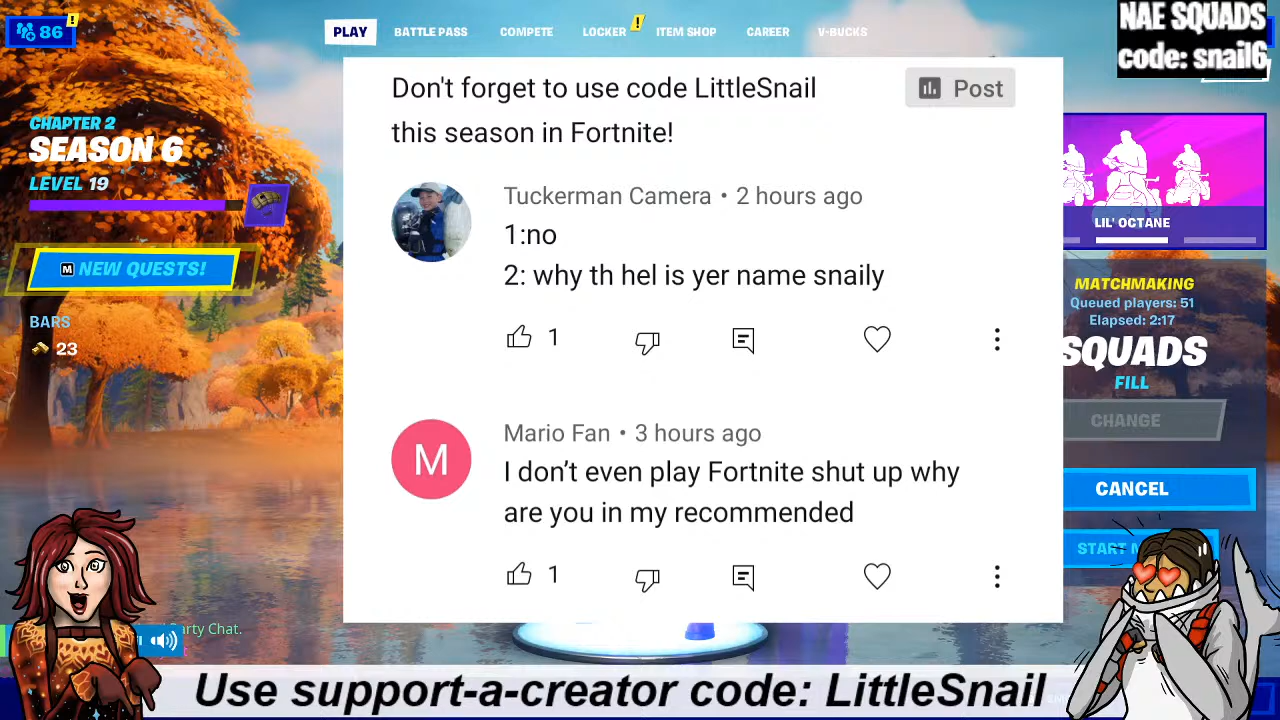 86
!
PLAY
BATTLE PASS
COMPETE
LOCKER
!
ITEM SHOP
CAREER
V-BUCKS
NAE SQUADS
code: snail6
CHAPTER 2
SEASON 6
LEVEL 19
M NEW QUESTS!
BARS
23
Don't forget to use code LittleSnail
this season in Fortnite!
Post
Tuckerman Camera • 2 hours ago
1:no
2: why th hel is yer name snaily
1
M
Mario Fan • 3 hours ago
I don't even play Fortnite shut up why
are you in my recommended
1
LIL' OCTANE
MATCHMAKING
Queued players: 51
Elapsed: 2:17
SQUADS
FILL
CHANGE
CANCEL
START
arty Chat.
Use support-a-creator code: LittleSnail